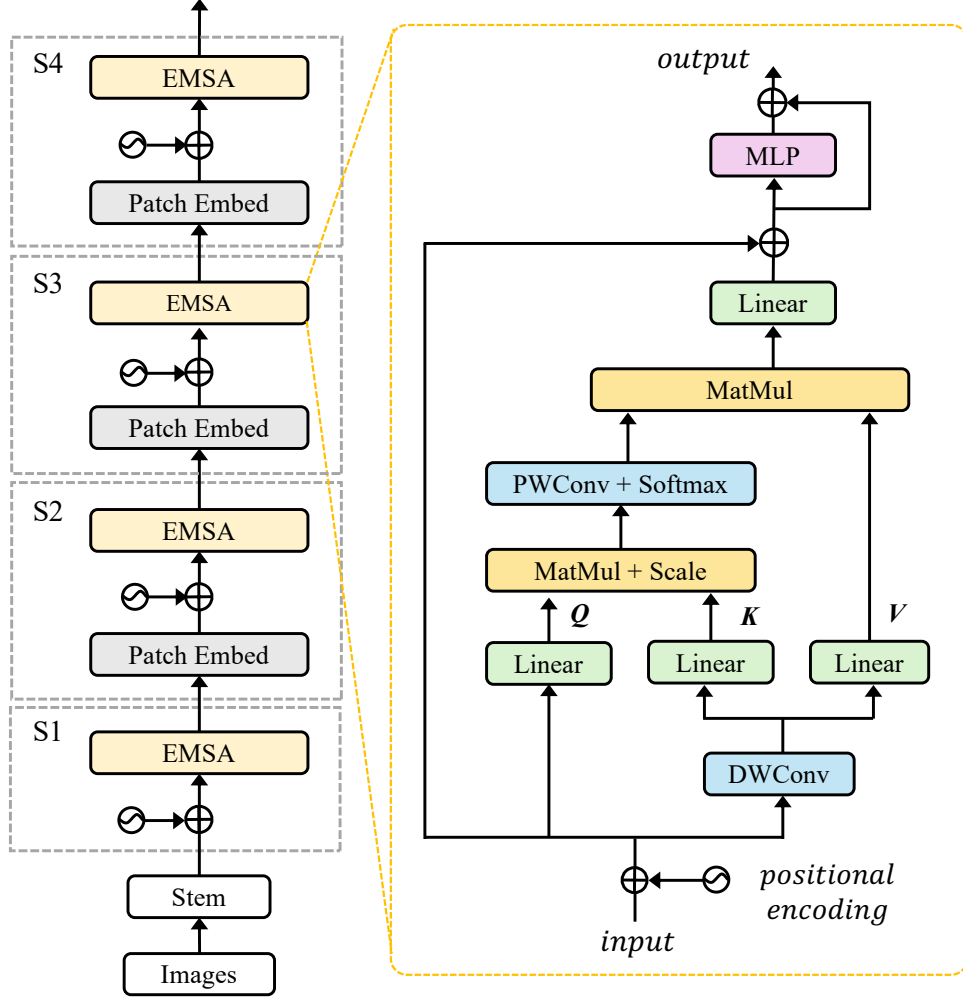 S4
EMSA
Patch Embed
S3
EMSA
Patch Embed
S2
EMSA
Patch Embed
S1
EMSA
Stem
Images
output
MLP
Linear
MatMul
PWConv + Softmax
MatMul + Scale
Q
K
V
Linear
Linear
Linear
DWConv
positional
encoding
input